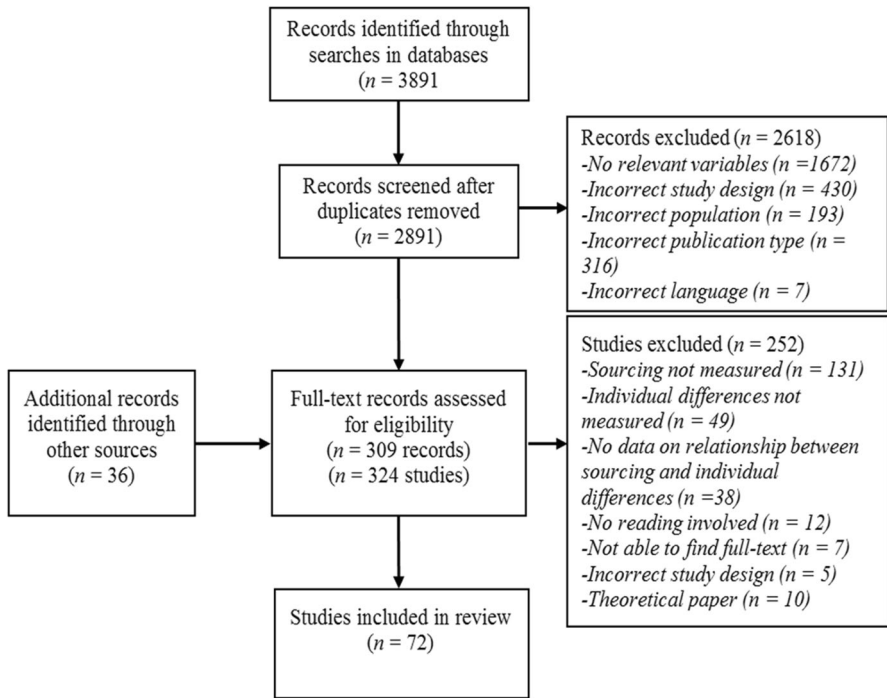 Records identified through
searches in databases
(n = 3891
Records screened after
duplicates removed
(n = 2891)
Records excluded (n = 2618)
-No relevant variables (n =1672)
-Incorrect study design (n = 430)
-Incorrect population (n = 193)
-Incorrect publication type (n =
316)
-Incorrect language (n = 7)
Additional records
identified through
other sources
(n = 36)
Full-text records assessed
for eligibility
(n = 309 records)
(n = 324 studies)
Studies excluded (n = 252)
-Sourcing not measured (n = 131)
-Individual differences not
measured (n = 49)
-No data on relationship between
sourcing and individual
differences (n =38)
-No reading involved (n = 12)
-Not able to find full-text (n = 7)
-Incorrect study design (n = 5)
-Theoretical paper (n = 10)
Studies included in review
(n = 72)